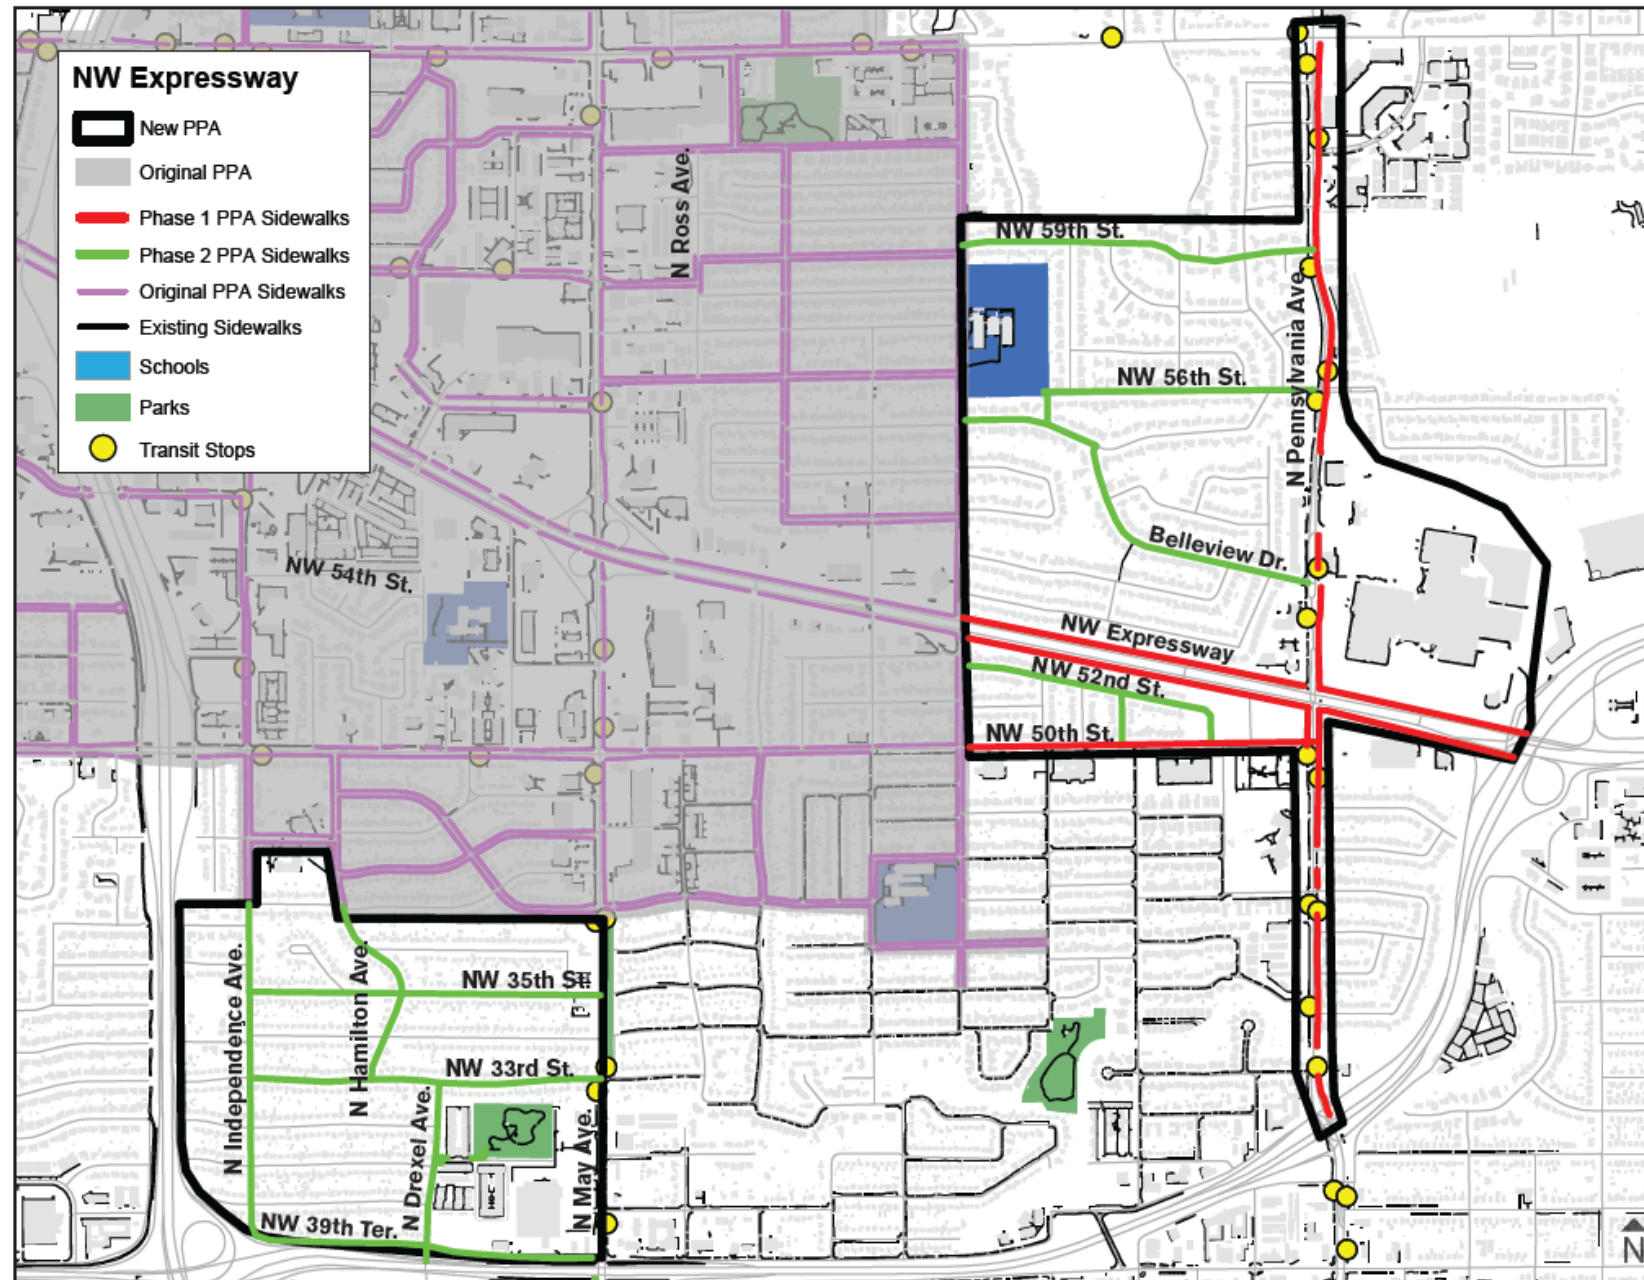 NW Expressway
New PPA
Original PPA
Phase 1 PPA Sidewalks
Phase 2 PPA Sidewalks
Original PPA Sidewalks
Existing Sidewalks
Schools
Parks
Transit Stops
N Ross Ave.
NW 59th St.
N Pennsylvania Ave.
NW 56th St.
Belleview Dr.
NW 54th St.
NW Expressway
NW 52nd St.
NW 50th St.
N Independence Ave.
N Hamilton Ave.
NW 35th St.
NW 33rd St.
N Drexel Ave.
N May Ave.
NW 39th Ter.
N